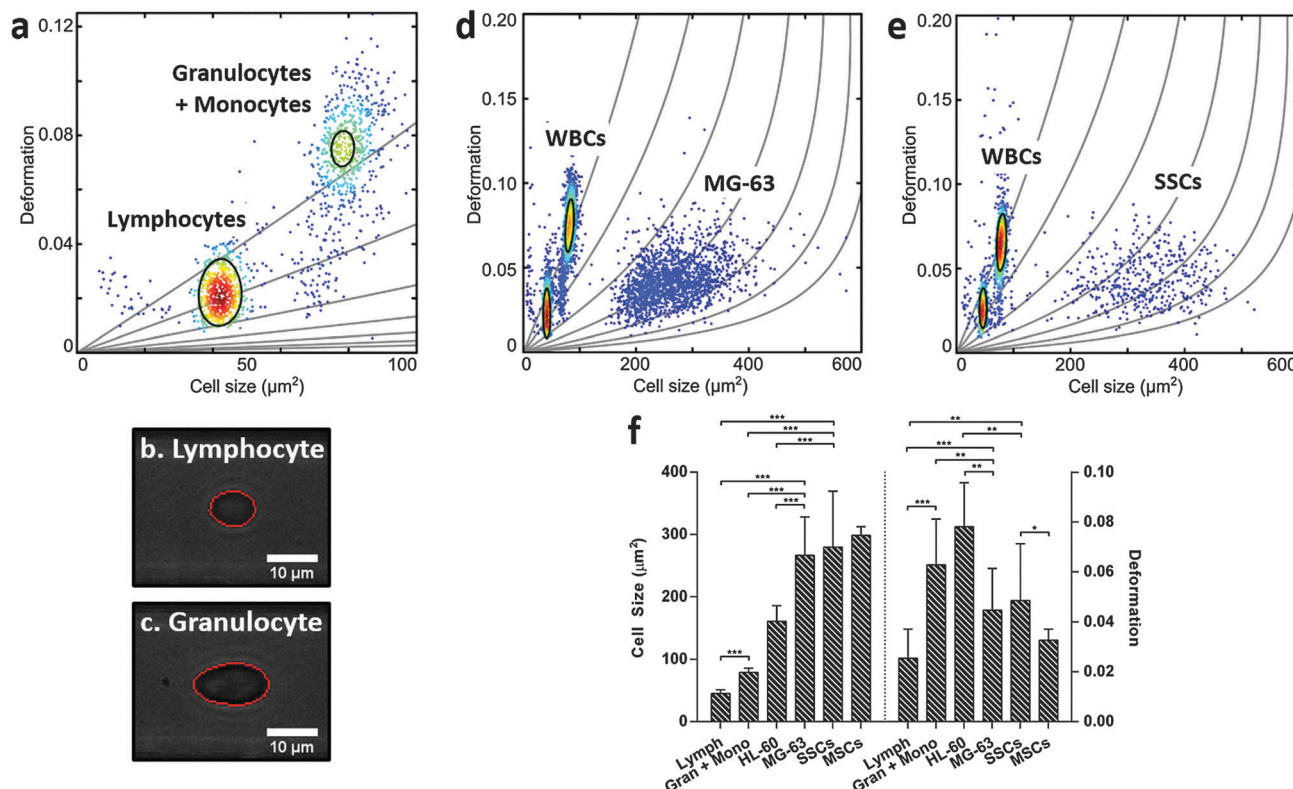 a
0.12
0.08
0.04
0
Deformation
Granulocytes
+ Monocytes
Lymphocytes
0
50
100
Cell size (µm²)
d
0.20
0.15
0.10
0.05
0.00
Deformation
WBCs
MG-63
0
200
400
600
Cell size (µm²)
e
0.20
0.15
0.10
0.05
0.00
Deformation
WBCs
SSCs
0
200
400
600
Cell size (µm²)
b. Lymphocyte
10 µm
c. Granulocyte
10 µm
f
***
***
***
***
***
***
***
**
**
***
**
**
***
*
400
300
200
100
0
Cell Size (µm²)
0.10
0.08
0.06
0.04
0.02
0.00
Deformation
Lymph
Gran + Mono
HL-60
MG-63
SSCs
MSCs
Lymph
Gran + Mono
HL-60
MG-63
SSCs
MSCs